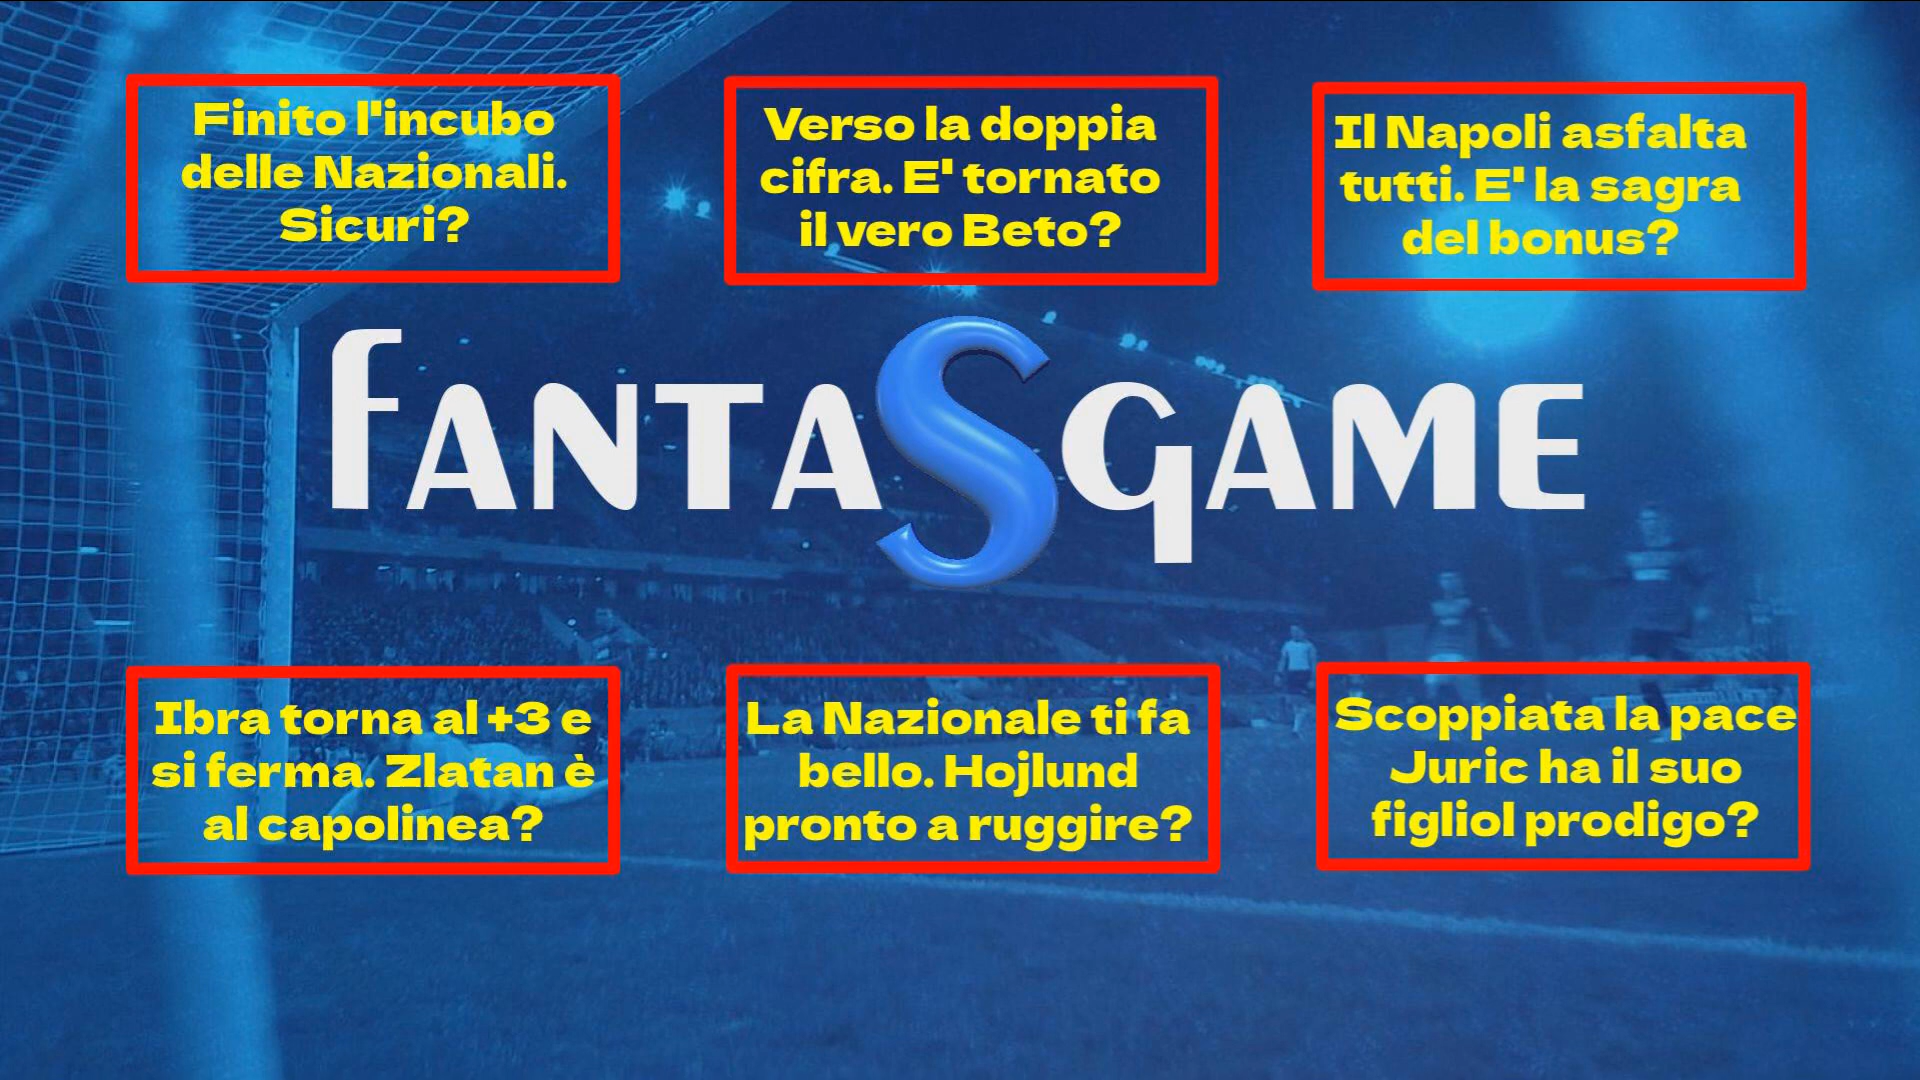 Finito l'incubo
delle Nazionali.
Sicuri?
Verso la doppia
cifra. E' tornato
il vero Beto?
Il Napoli asfalta
tutti. E' la sagra
del bonus?
fANTASgAME
Ibra torna al +3 e
si ferma. Zlatan è
al capolinea?
La Nazionale ti fa
bello. Hojlund
pronto a ruggire?
Scoppiata la pace
Juric ha il suo
figliol prodigo?